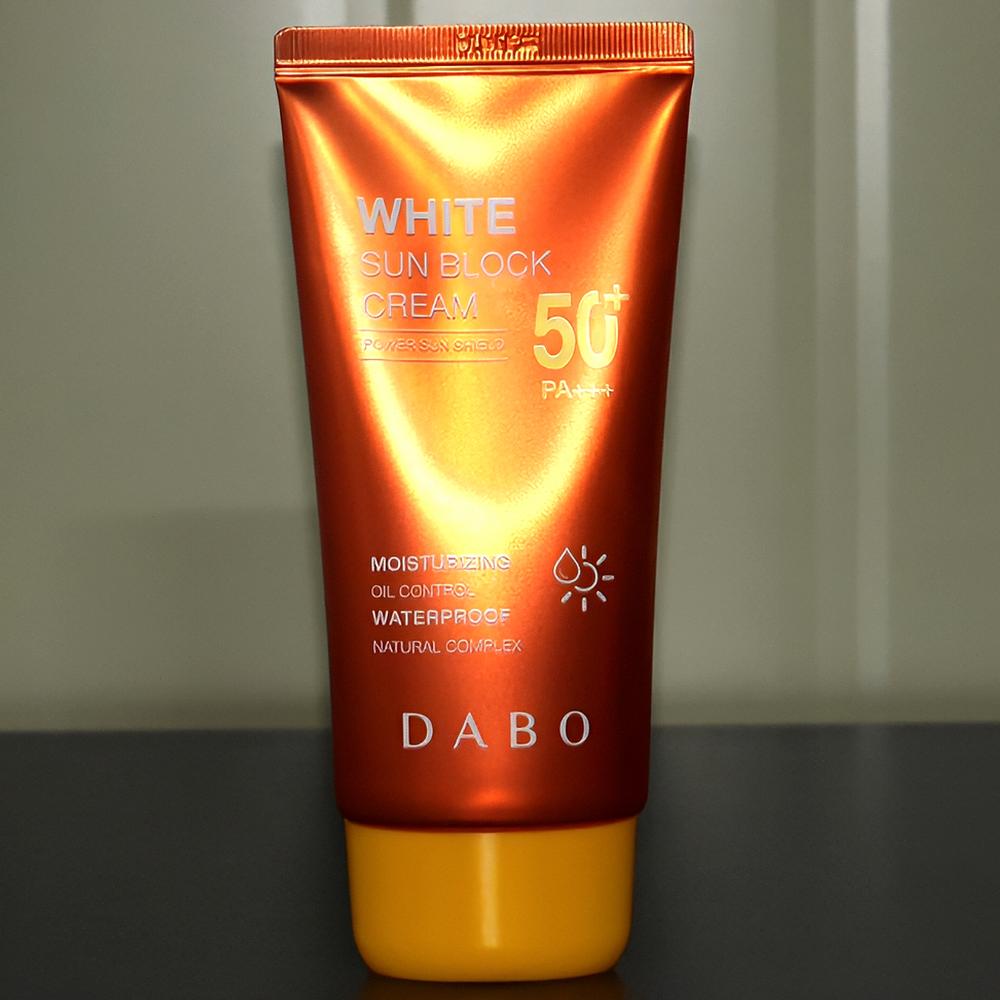 WHITE
SUN BLOCK
CREAM
POWER SUN SHIELD
50+
PA+++
MOISTURIZING
OIL CONTROL
WATERPROOF
NATURAL COMPLEX
DABO